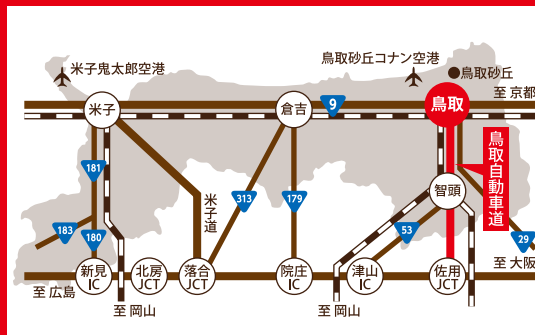 米子鬼太郎空港
鳥取砂丘コナン空港
鳥取砂丘
至 京都
米子
倉吉
9
鳥取
鳥取自動車道
181
智頭
米子道
313
179
183
180
53
29
至 大阪
新見
IC
北房
JCT
落合
JCT
院庄
IC
津山
IC
佐用
JCT
至 広島
至 岡山
至 岡山